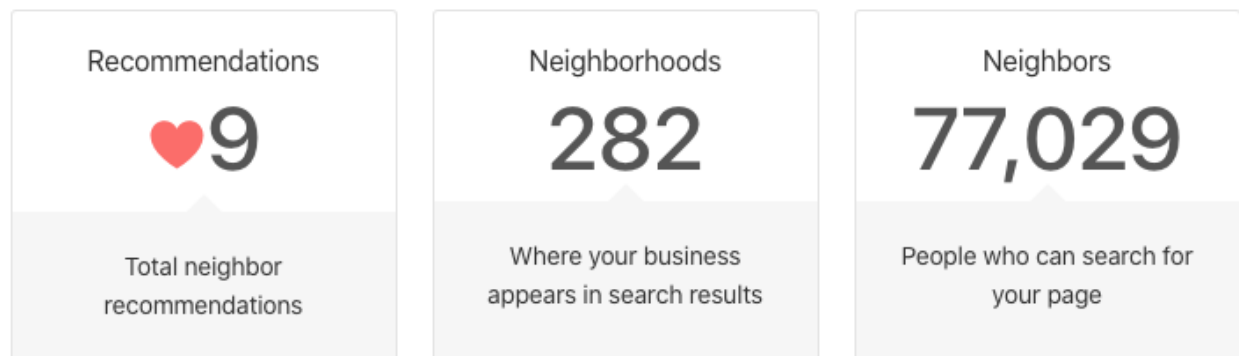 Recommendations
9
Total neighbor
recommendations
Neighborhoods
282
Where your business
appears in search results
Neighbors
77,029
People who can search for
your page